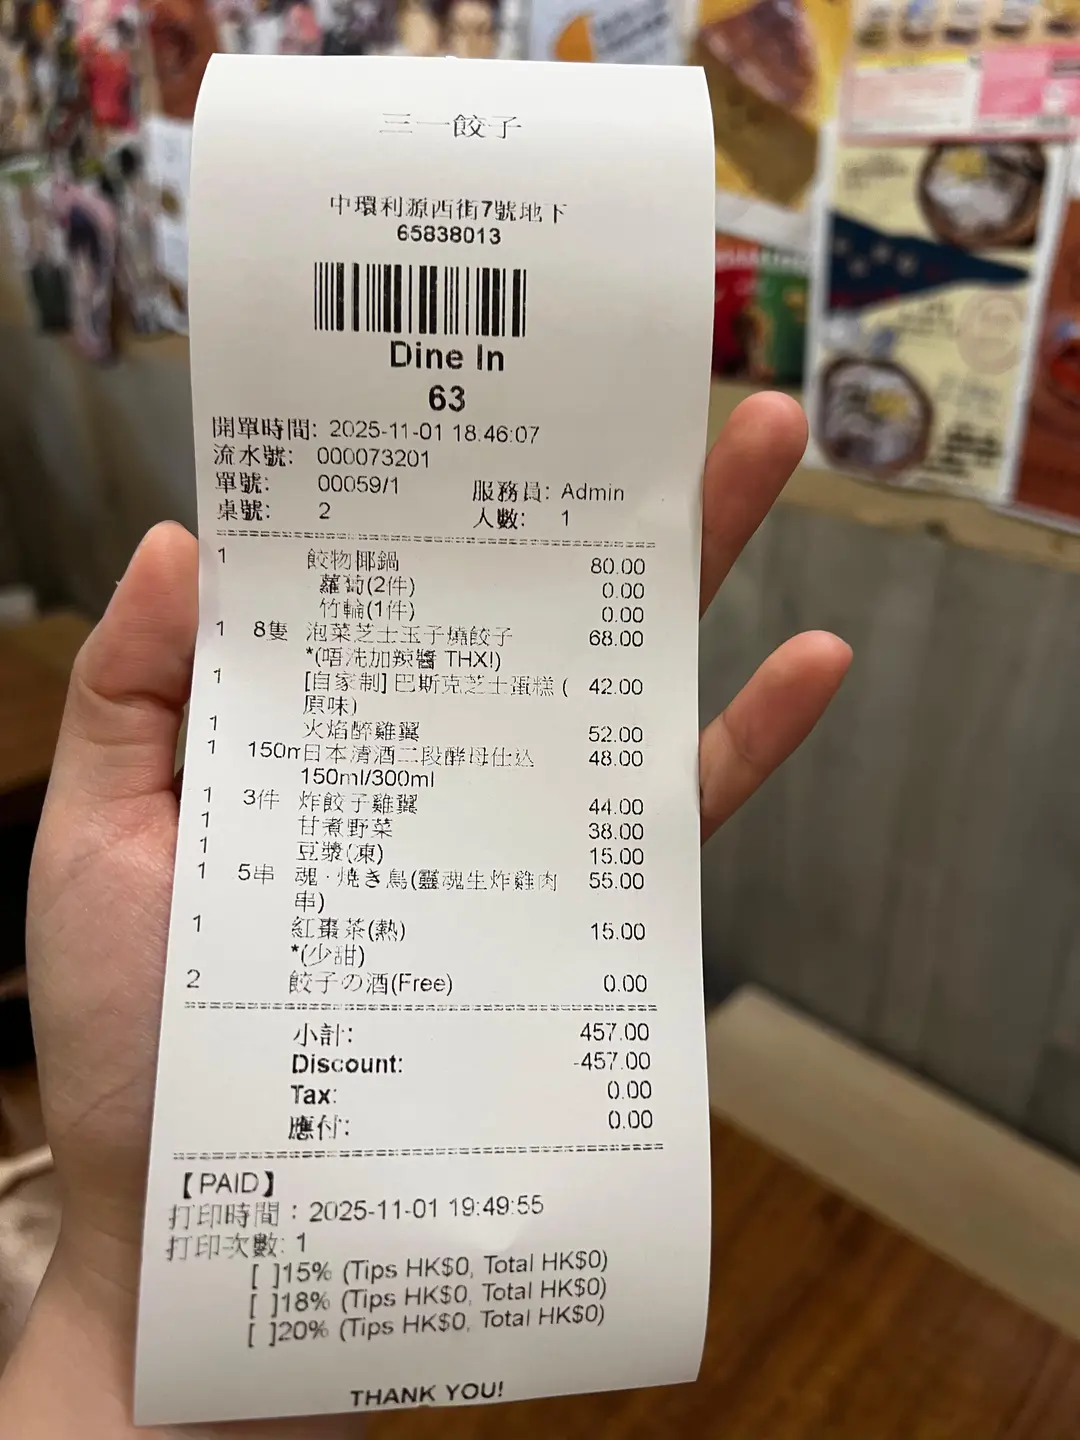 三一餃子
中環利源西街7號地下
65838013
Dine In
63
開單時間: 2025-11-01 18:46:07
流水號: 000073201
單號: 00059/1 服務員: Admin
桌號: 2 人數: 1
1 餃物椰鍋 80.00
蘿蔔(2件) 0.00
竹輪(1件) 0.00
1 8隻 泡菜芝士玉子燒餃子 68.00
*(唔洗加辣醬 THX!)
1 [自家制] 巴斯克芝士蛋糕( 42.00
原味)
1 火焰醉雞翼 52.00
1 150m日本清酒二段酵母仕込 48.00
150ml/300ml
1 3件 炸餃子雞翼 44.00
1 甘煮野菜 38.00
1 豆漿(凍) 15.00
1 5串 魂·焼き鳥(靈魂生炸雞肉 55.00
串)
1 紅棗茶(熱) 15.00
*(少甜)
2 餃子の酒(Free) 0.00
小計: 457.00
Discount: -457.00
Tax: 0.00
應付: 0.00
【PAID】
打印時間：2025-11-01 19:49:55
打印次數: 1
[ ]15% (Tips HK$0, Total HK$0)
[ ]18% (Tips HK$0, Total HK$0)
[ ]20% (Tips HK$0, Total HK$0)
THANK YOU!